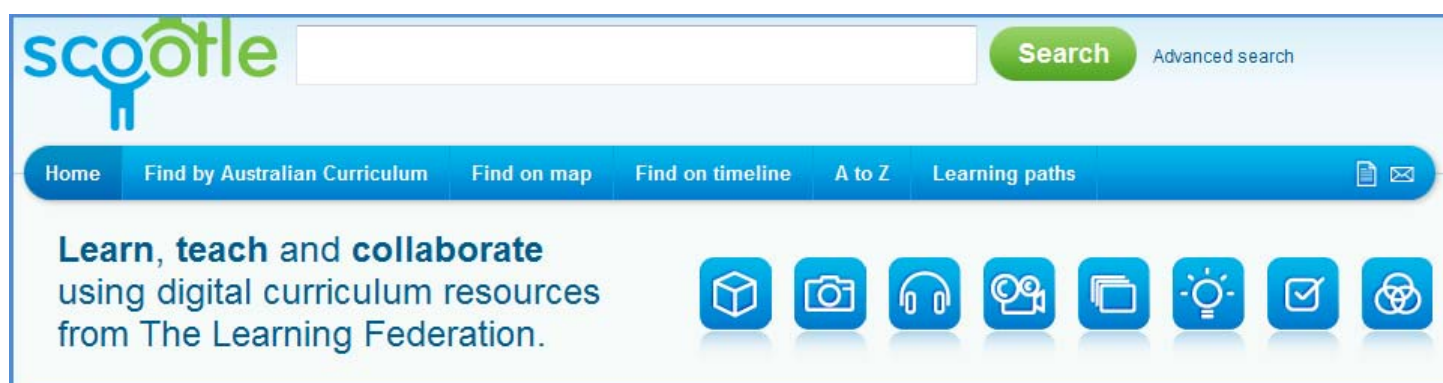 scootle
Search Advanced search
Home Find by Australian Curriculum Find on map Find on timeline A to Z Learning paths
Learn, teach and collaborate
using digital curriculum resources
from The Learning Federation.